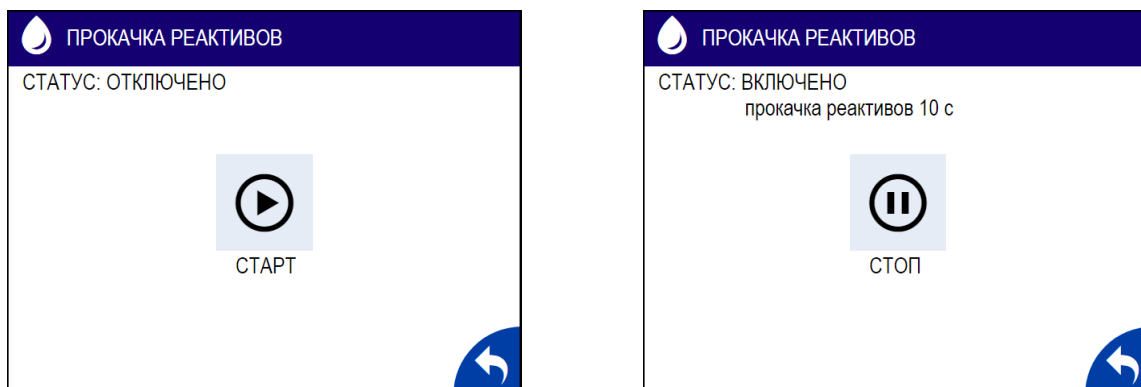 ПРОКАЧКА РЕАКТИВОВ
СТАТУС: ОТКЛЮЧЕНО
СТАРТ
ПРОКАЧКА РЕАКТИВОВ
СТАТУС: ВКЛЮЧЕНО
прокачка реактивов 10 с
СТОП